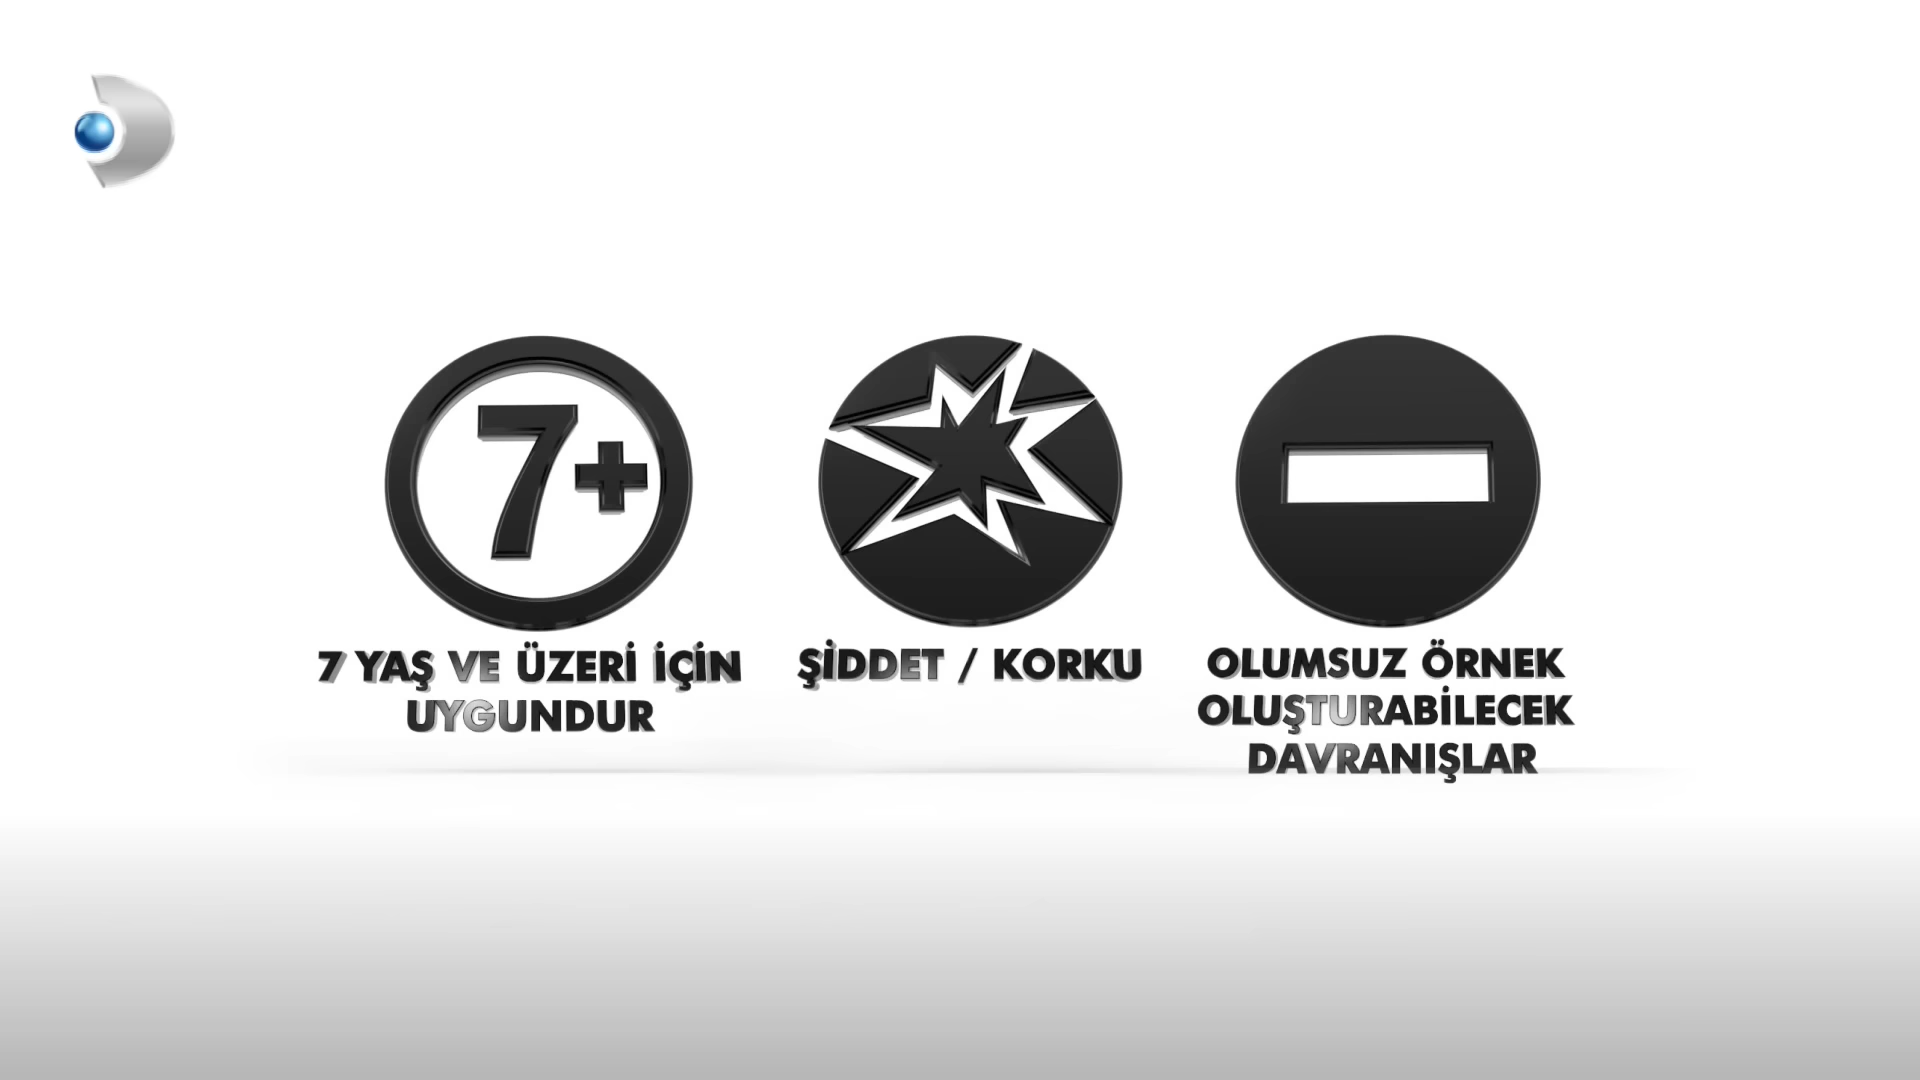 7+
7 YAŞ VE ÜZERİ İÇİN
UYGUNDUR
ŞİDDET / KORKU
OLUMSUZ ÖRNEK
OLUŞTURABİLECEK
DAVRANIŞLAR